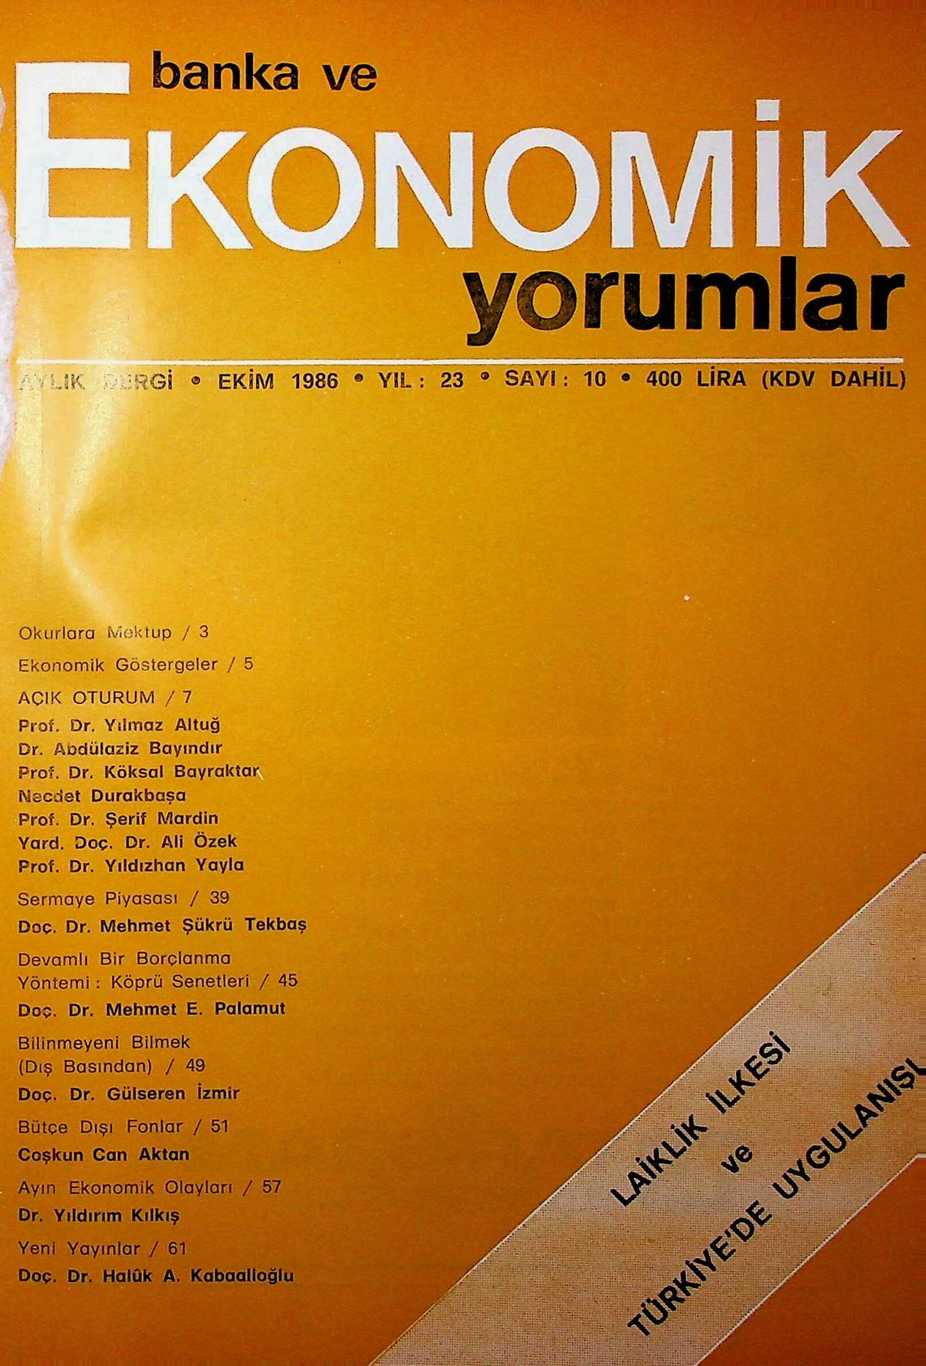 banka ve
EKONOMİK
yorumlar
AYLIK DERGİ • EKİM 1986 • YIL : 23 • SAYI : 10 • 400 LİRA (KDV DAHİL)
Okurlara Mektup / 3
Ekonomik Göstergeler / 5
AÇIK OTURUM / 7
Prof. Dr. Yılmaz Altuğ
Dr. Abdülaziz Bayındır
Prof. Dr. Köksal Bayraktar
Necdet Durakbaşa
Prof. Dr. Şerif Mardin
Yard. Doç. Dr. Ali Özek
Prof. Dr. Yıldızhan Yayla
Sermaye Piyasası / 39
Doç. Dr. Mehmet Şükrü Tekbaş
Devamlı Bir Borçlanma
Yöntemi : Köprü Senetleri / 45
Doç. Dr. Mehmet E. Palamut
Bilinmeyeni Bilmek
(Dış Basından) / 49
Doç. Dr. Gülseren İzmir
Bütçe Dışı Fonlar / 51
Coşkun Can Aktan
Ayın Ekonomik Olayları / 57
Dr. Yıldırım Kılkış
Yeni Yayınlar / 61
Doç. Dr. Halûk A. Kabaalioğlu
LAİKLİK İLKESİ
ve
TÜRKİYE'DE UYGULANIŞI